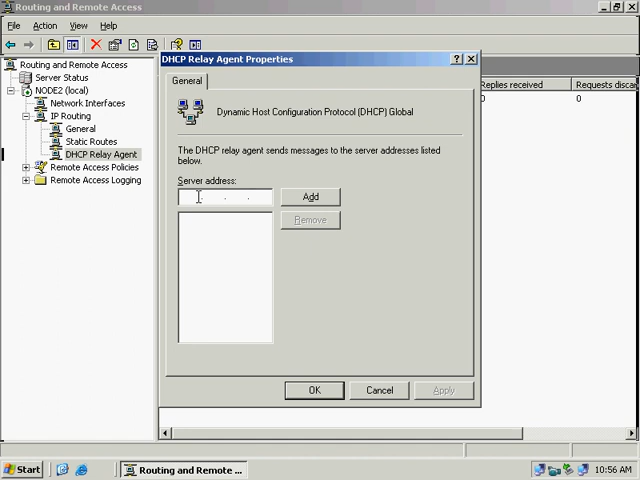 Routing and Remote Access
File Action View Help
Routing and Remote Access
Server Status
NODE2 (local)
Network Interfaces
IP Routing
General
Static Routes
DHCP Relay Agent
Remote Access Policies
Remote Access Logging
Replies received Requests discar
0 0
DHCP Relay Agent Properties
General
Dynamic Host Configuration Protocol (DHCP) Global
The DHCP relay agent sends messages to the server addresses listed
below.
Server address:
. . .
Add
Remove
OK Cancel Apply
Start Routing and Remote ... 10:56 AM